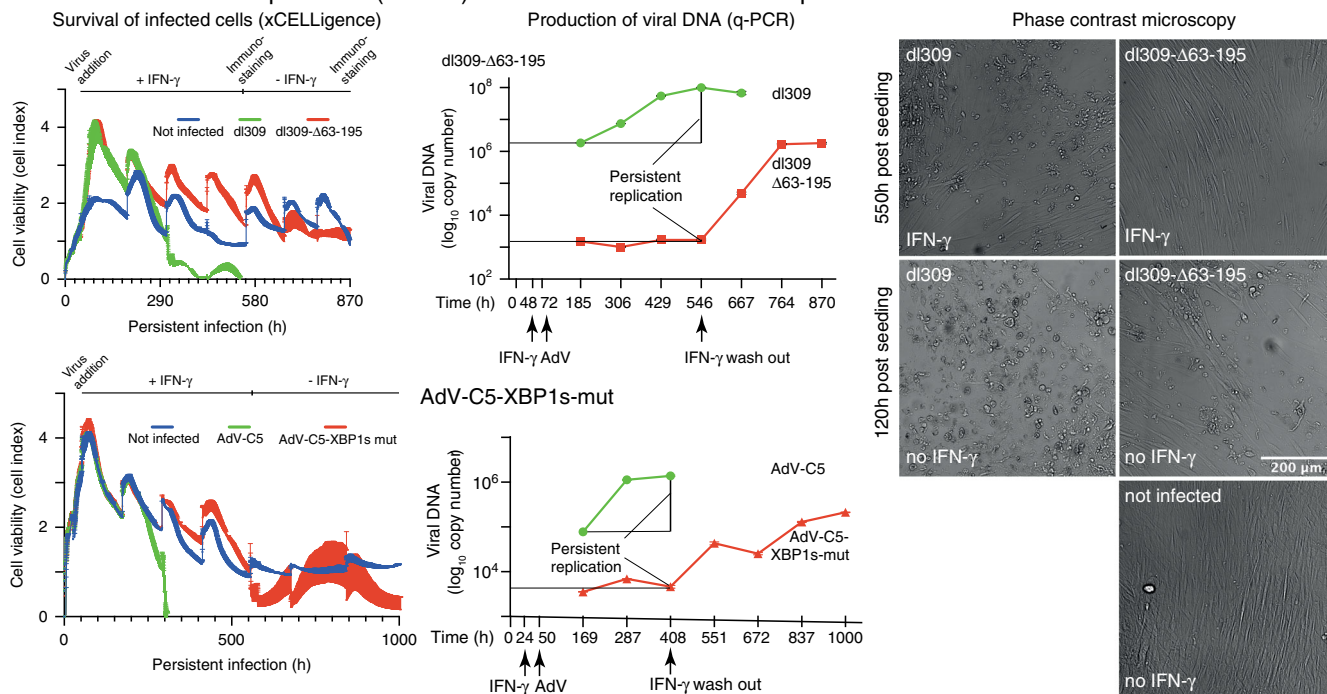 Survival of infected cells (xCELLigence)
Virus
addition
+ IFN-γ
Immuno-
staining
- IFN-γ
Immuno-
staining
Not infected
dl309
dl309-Δ63-195
Cell viability (cell index)
4
2
0
0
290
580
870
Persistent infection (h)
Production of viral DNA (q-PCR)
dl309-Δ63-195
Viral DNA
(log10 copy number)
10^8
10^6
10^4
10^2
dl309
dl309
Δ63-195
Persistent
replication
Time (h) 0 48 72 185 306 429 546 667 764 870
IFN-γ AdV
IFN-γ wash out
Virus
addition
+ IFN-γ
- IFN-γ
Not infected
AdV-C5
AdV-C5-XBP1s mut
Cell viability (cell index)
4
2
0
0
500
1000
Persistent infection (h)
AdV-C5-XBP1s-mut
Viral DNA
(log10 copy number)
10^6
10^4
AdV-C5
AdV-C5-
XBP1s-mut
Persistent
replication
Time (h) 0 24 50 169 287 408 551 672 837 1000
IFN-γ AdV
IFN-γ wash out
Phase contrast microscopy
550h post seeding
dl309
IFN-γ
dl309-Δ63-195
IFN-γ
120h post seeding
dl309
no IFN-γ
dl309-Δ63-195
no IFN-γ
200 µm
not infected
no IFN-γ